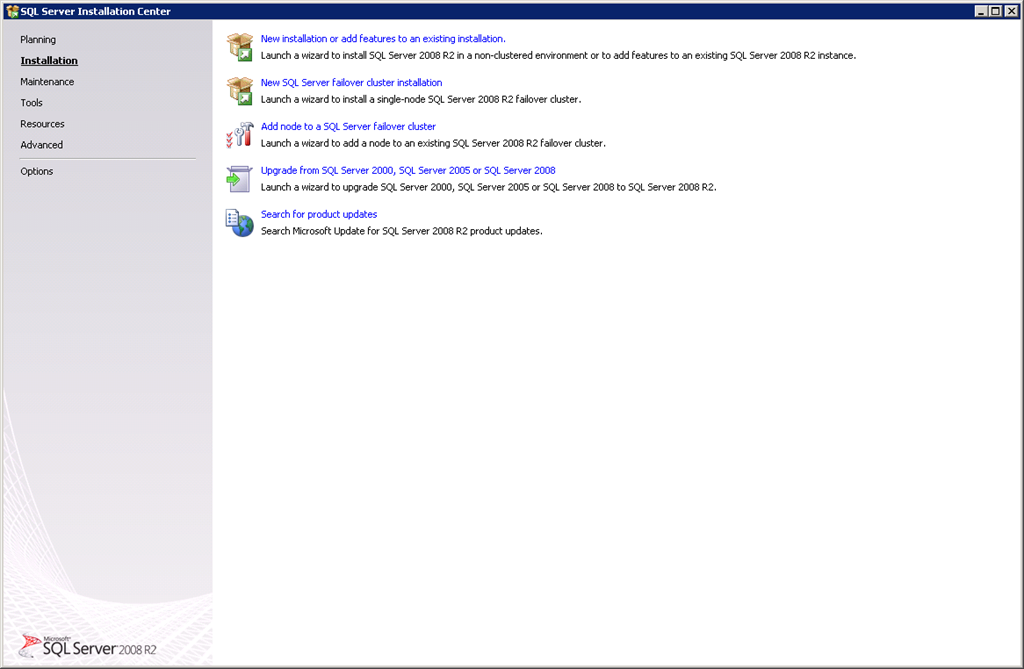 SQL Server Installation Center
Planning
Installation
Maintenance
Tools
Resources
Advanced
Options
New installation or add features to an existing installation.
Launch a wizard to install SQL Server 2008 R2 in a non-clustered environment or to add features to an existing SQL Server 2008 R2 instance.
New SQL Server failover cluster installation
Launch a wizard to install a single-node SQL Server 2008 R2 failover cluster.
Add node to a SQL Server failover cluster
Launch a wizard to add a node to an existing SQL Server 2008 R2 failover cluster.
Upgrade from SQL Server 2000, SQL Server 2005 or SQL Server 2008
Launch a wizard to upgrade SQL Server 2000, SQL Server 2005 or SQL Server 2008 to SQL Server 2008 R2.
Search for product updates
Search Microsoft Update for SQL Server 2008 R2 product updates.
Microsoft®
SQL Server® 2008 R2